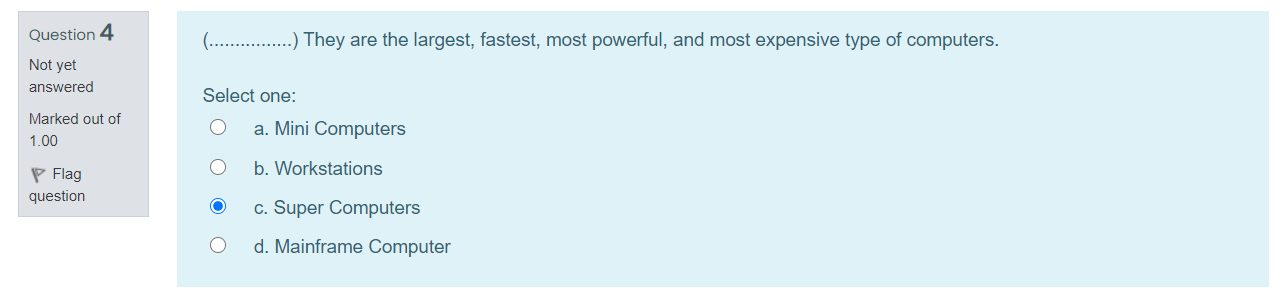 Question 4
Not yet
answered
Marked out of
1.00
Flag
question
(................) They are the largest, fastest, most powerful, and most expensive type of computers.
Select one:
a. Mini Computers
b. Workstations
c. Super Computers
d. Mainframe Computer